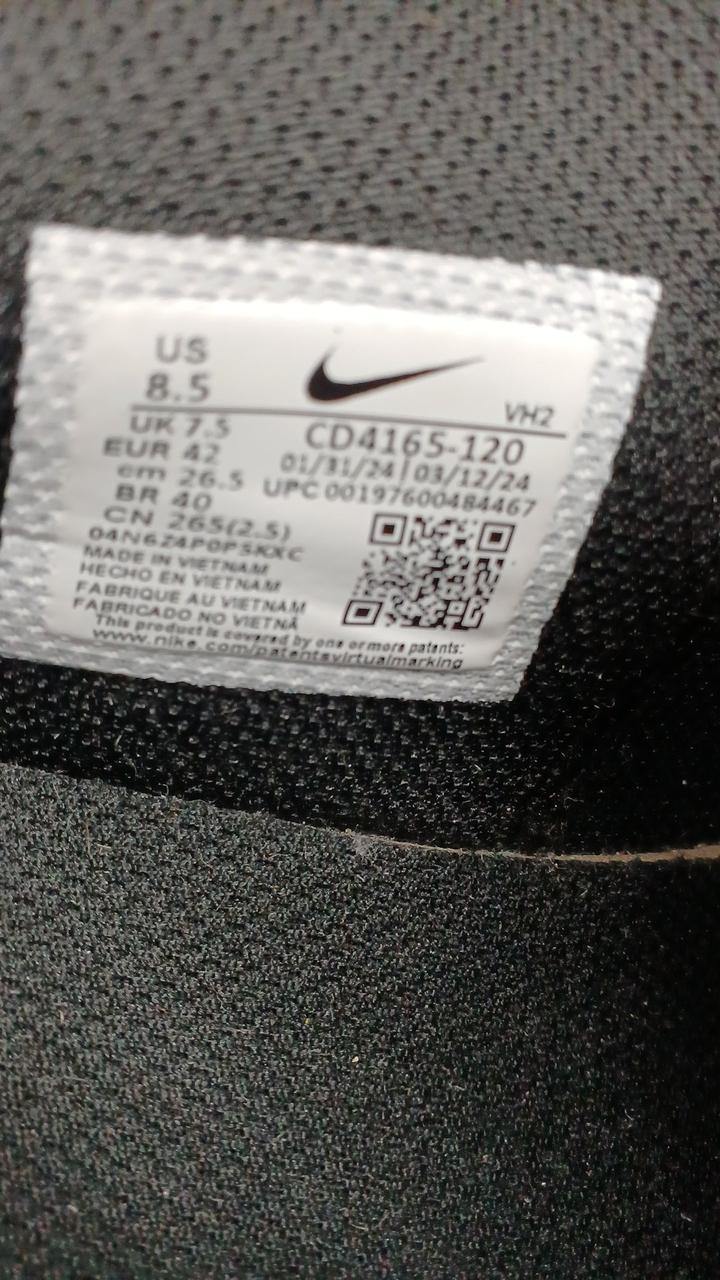 US
8.5
VH2
UK 7.5
EUR 42
cm 26.5
BR 40
CN 265(2.5)
CD4165-120
01/31/24 | 03/12/24
UPC 00197600484467
MADE IN VIETNAM
HECHO EN VIETNAM
FABRIQUE AU VIETNAM
FABRICADO NO VIETNÃ
This product is covered by one or more patents:
www.nike.com/patentsvirtualmarking